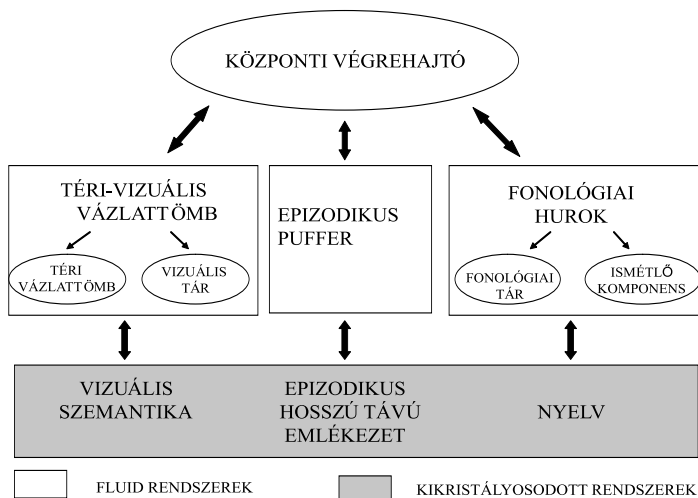 KÖZPONTI VÉGREHAJTÓ
TÉRI-VIZUÁLIS
VÁZLATTÖMB
TÉRI
VÁZLATTÖMB
VIZUÁLIS
TÁR
EPIZODIKUS
PUFFER
FONOLÓGIAI
HUROK
FONOLÓGIAI
TÁR
ISMÉTLŐ
KOMPONENS
VIZUÁLIS
SZEMANTIKA
EPIZODIKUS
HOSSZÚ TÁVÚ
EMLÉKEZET
NYELV
FLUID RENDSZEREK
KIKRISTÁLYOSODOTT RENDSZEREK